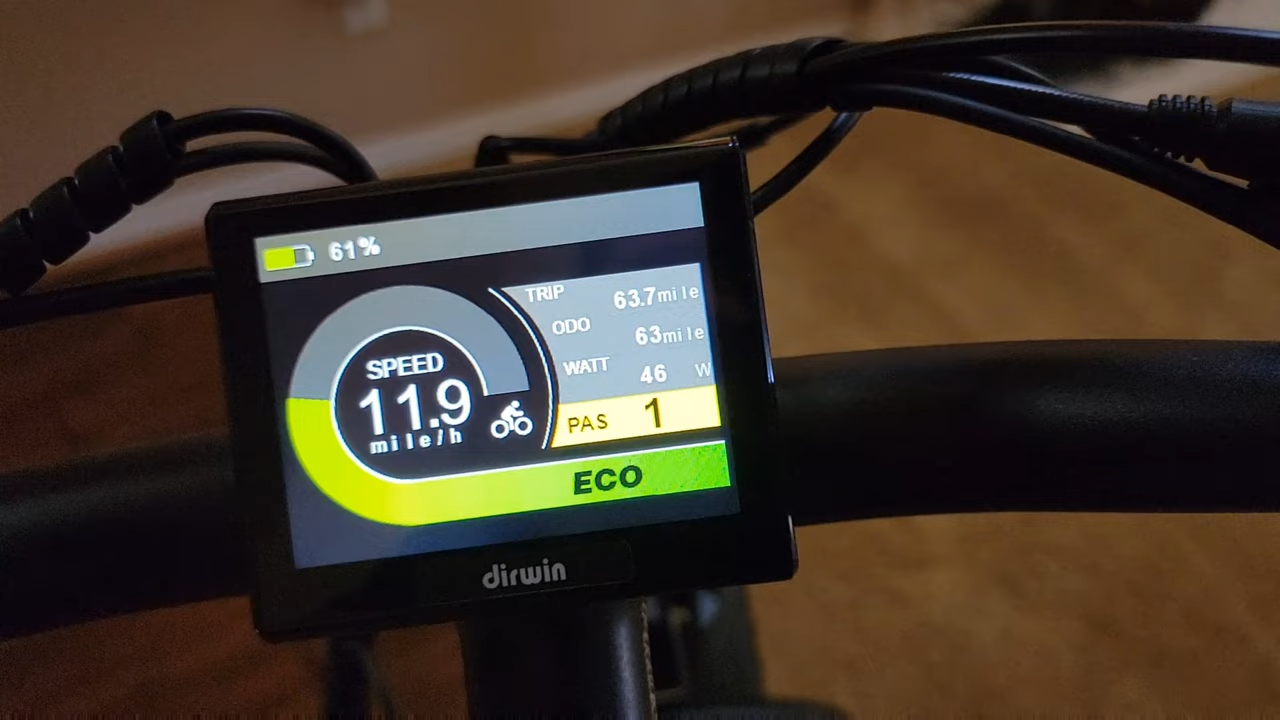 61%
TRIP 63.7mile
ODO 63mile
WATT 46 W
SPEED
11.9
mile/h
PAS 1
ECO
dirwin